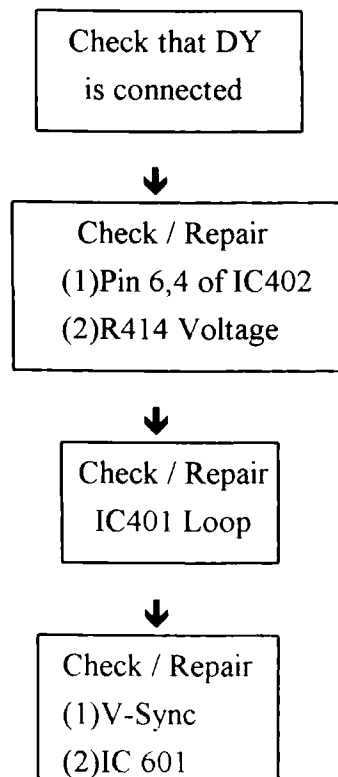 Check that DY
is connected
Check / Repair
(1)Pin 6,4 of IC402
(2)R414 Voltage
Check / Repair
IC401 Loop
Check / Repair
(1)V-Sync
(2)IC 601